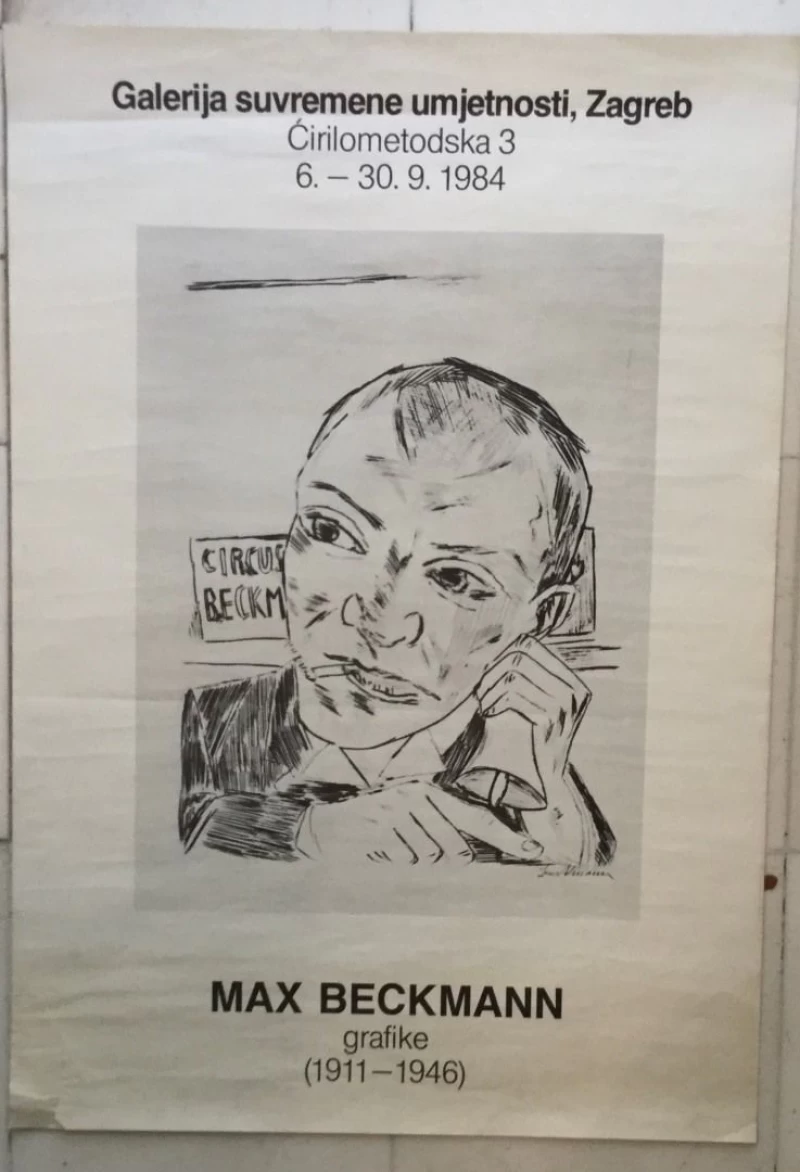 Galerija suvremene umjetnosti, Zagreb
Ćirilometodska 3
6. – 30. 9. 1984
CIRCUS
BECKM
MAX BECKMANN
grafike
(1911–1946)